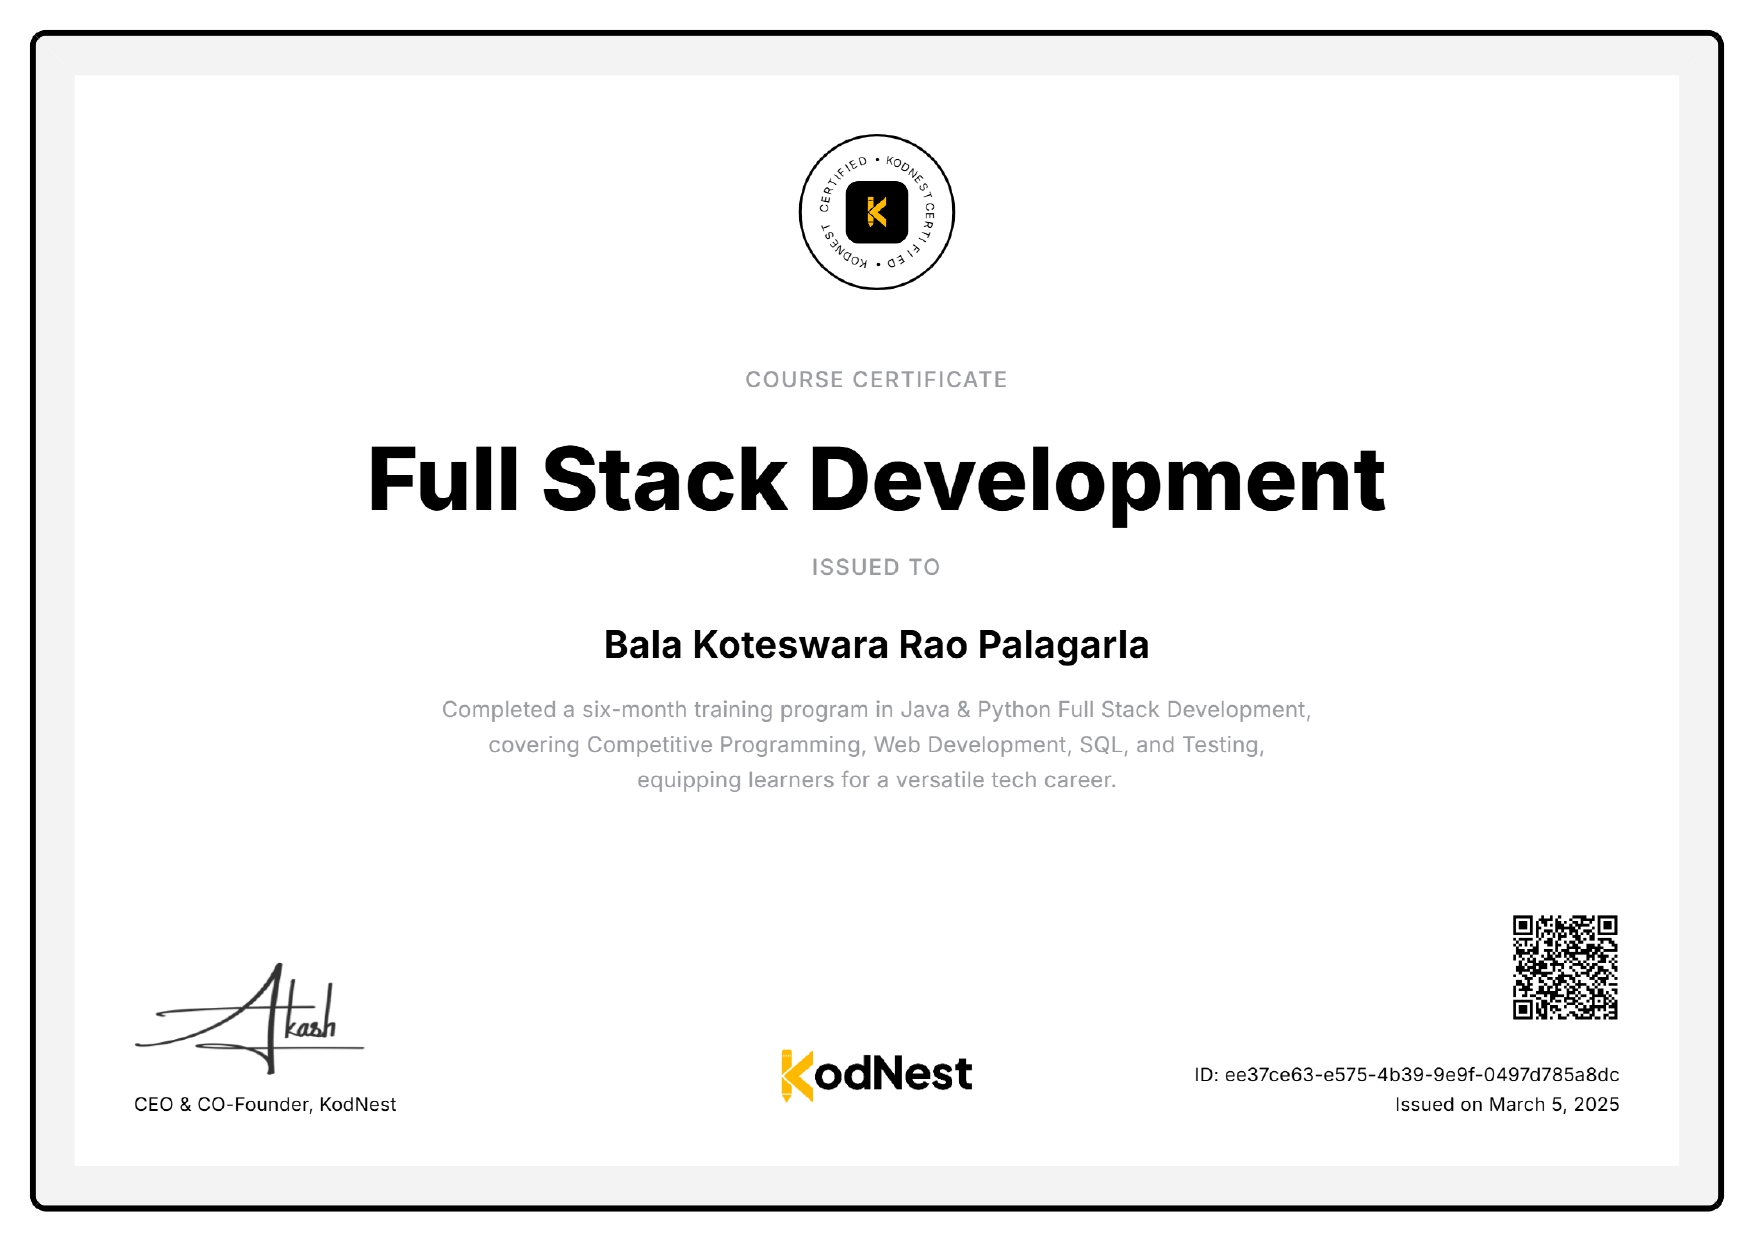 KODNEST CERTIFIED • KODNEST CERTIFIED •
COURSE CERTIFICATE
Full Stack Development
ISSUED TO
Bala Koteswara Rao Palagarla
Completed a six-month training program in Java & Python Full Stack Development,
covering Competitive Programming, Web Development, SQL, and Testing,
equipping learners for a versatile tech career.
Akash
CEO & CO-Founder, KodNest
KodNest
ID: ee37ce63-e575-4b39-9e9f-0497d785a8dc
Issued on March 5, 2025